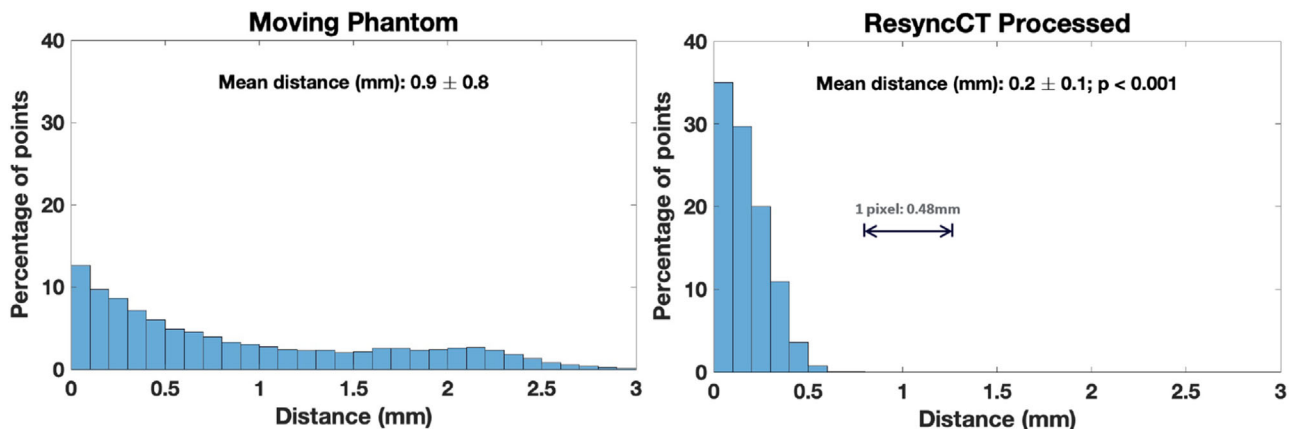 Moving Phantom
Mean distance (mm): 0.9 ± 0.8
Percentage of points
40
30
20
10
0
0 0.5 1 1.5 2 2.5 3
Distance (mm)
ResyncCT Processed
Mean distance (mm): 0.2 ± 0.1; p < 0.001
1 pixel: 0.48mm
Percentage of points
40
30
20
10
0
0 0.5 1 1.5 2 2.5 3
Distance (mm)